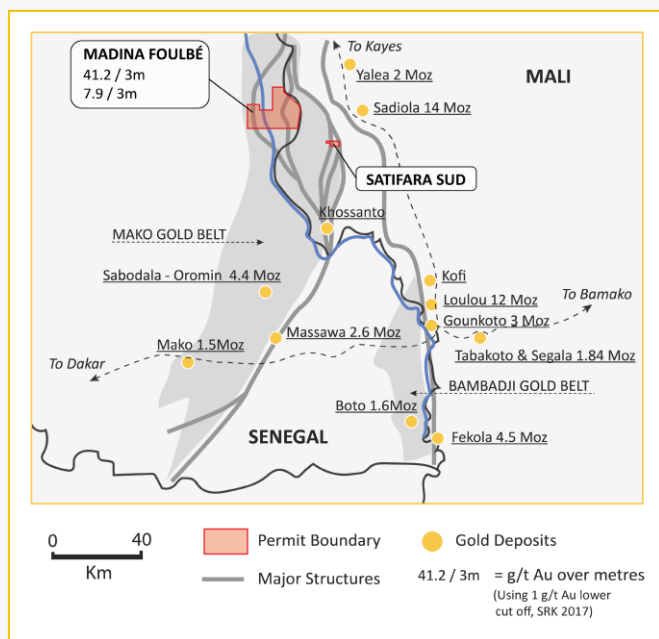 To Kayes
MADINA FOULBÉ
41.2 / 3m
7.9 / 3m
Yalea 2 Moz
MALI
Sadiola 14 Moz
SATIFARA SUD
Khossanto
MAKO GOLD BELT
Sabodala - Oromin 4.4 Moz
Kofi
To Bamako
Loulou 12 Moz
Gounkoto 3 Moz
Massawa 2.6 Moz
Mako 1.5Moz
To Dakar
Tabakoto & Segala 1.84 Moz
BAMBADJI GOLD BELT
Boto 1.6Moz
SENEGAL
Fekola 4.5 Moz
0 40
Km
Permit Boundary
Gold Deposits
Major Structures
41.2 / 3m = g/t Au over metres
(Using 1 g/t Au lower
cut off, SRK 2017)